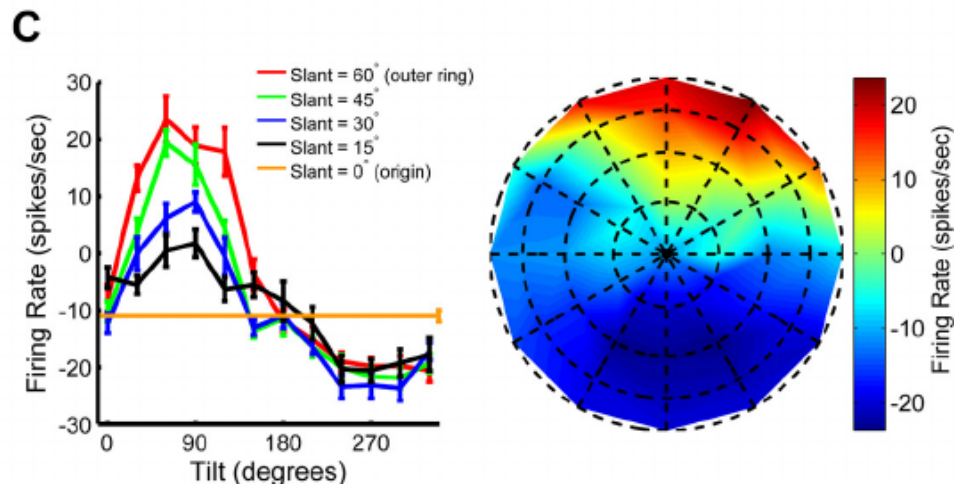 C
Slant = 60° (outer ring)
Slant = 45°
Slant = 30°
Slant = 15°
Slant = 0° (origin)
Firing Rate (spikes/sec)
30
20
10
0
-10
-20
-30
0 90 180 270
Tilt (degrees)
20
10
0
-10
-20
Firing Rate (spikes/sec)